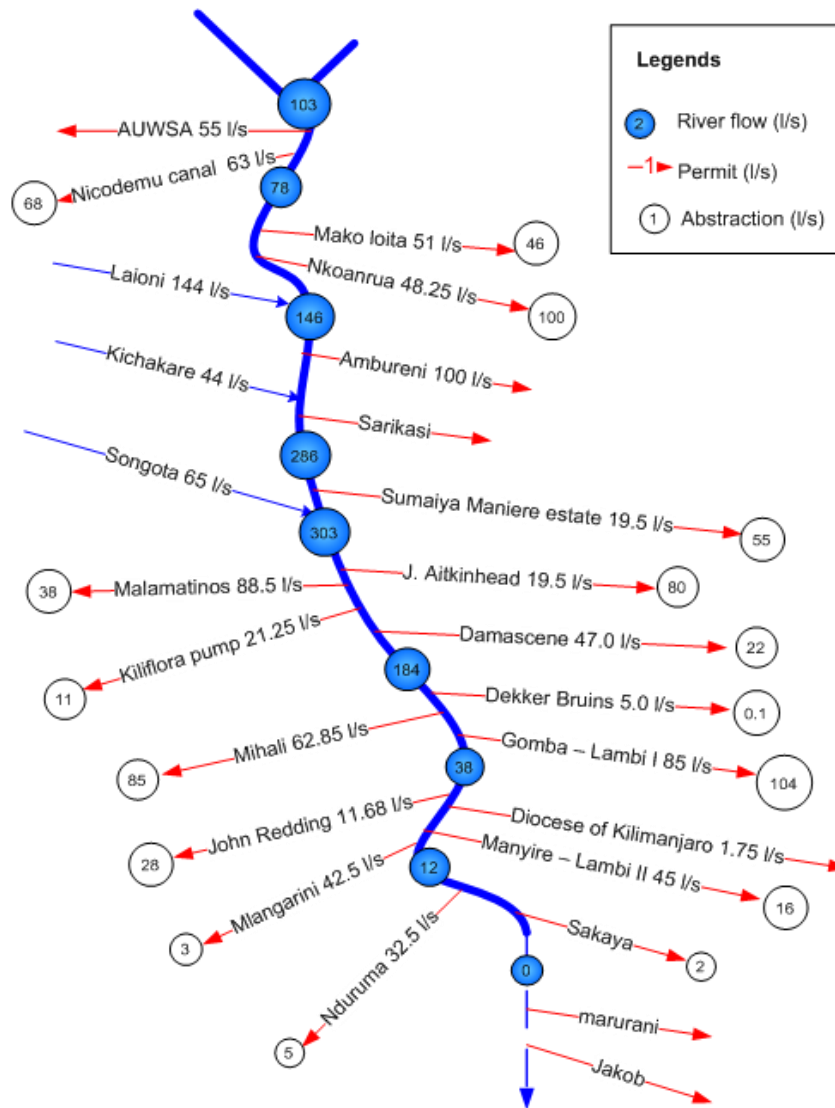 Legends
2 River flow (l/s)
1 Permit (l/s)
1 Abstraction (l/s)
103
AUWSA 55 l/s
Nicodemu canal 63 l/s
68
78
Mako loita 51 l/s
46
Nkoanrua 48.25 l/s
100
Laioni 144 l/s
146
Ambureni 100 l/s
Kichakare 44 l/s
Sarikasi
286
Songota 65 l/s
Sumaiya Maniere estate 19.5 l/s
55
303
J. Aitkinhead 19.5 l/s
80
Malamatinos 88.5 l/s
38
Kiliflora pump 21.25 l/s
11
Damascene 47.0 l/s
22
184
Dekker Bruins 5.0 l/s
0.1
Mihali 62.85 l/s
85
Gomba – Lambi I 85 l/s
104
38
John Redding 11.68 l/s
28
Diocese of Kilimanjaro 1.75 l/s
Manyire – Lambi II 45 l/s
16
12
Mlangarini 42.5 l/s
3
Nduruma 32.5 l/s
5
Sakaya
2
0
marurani
Jakob